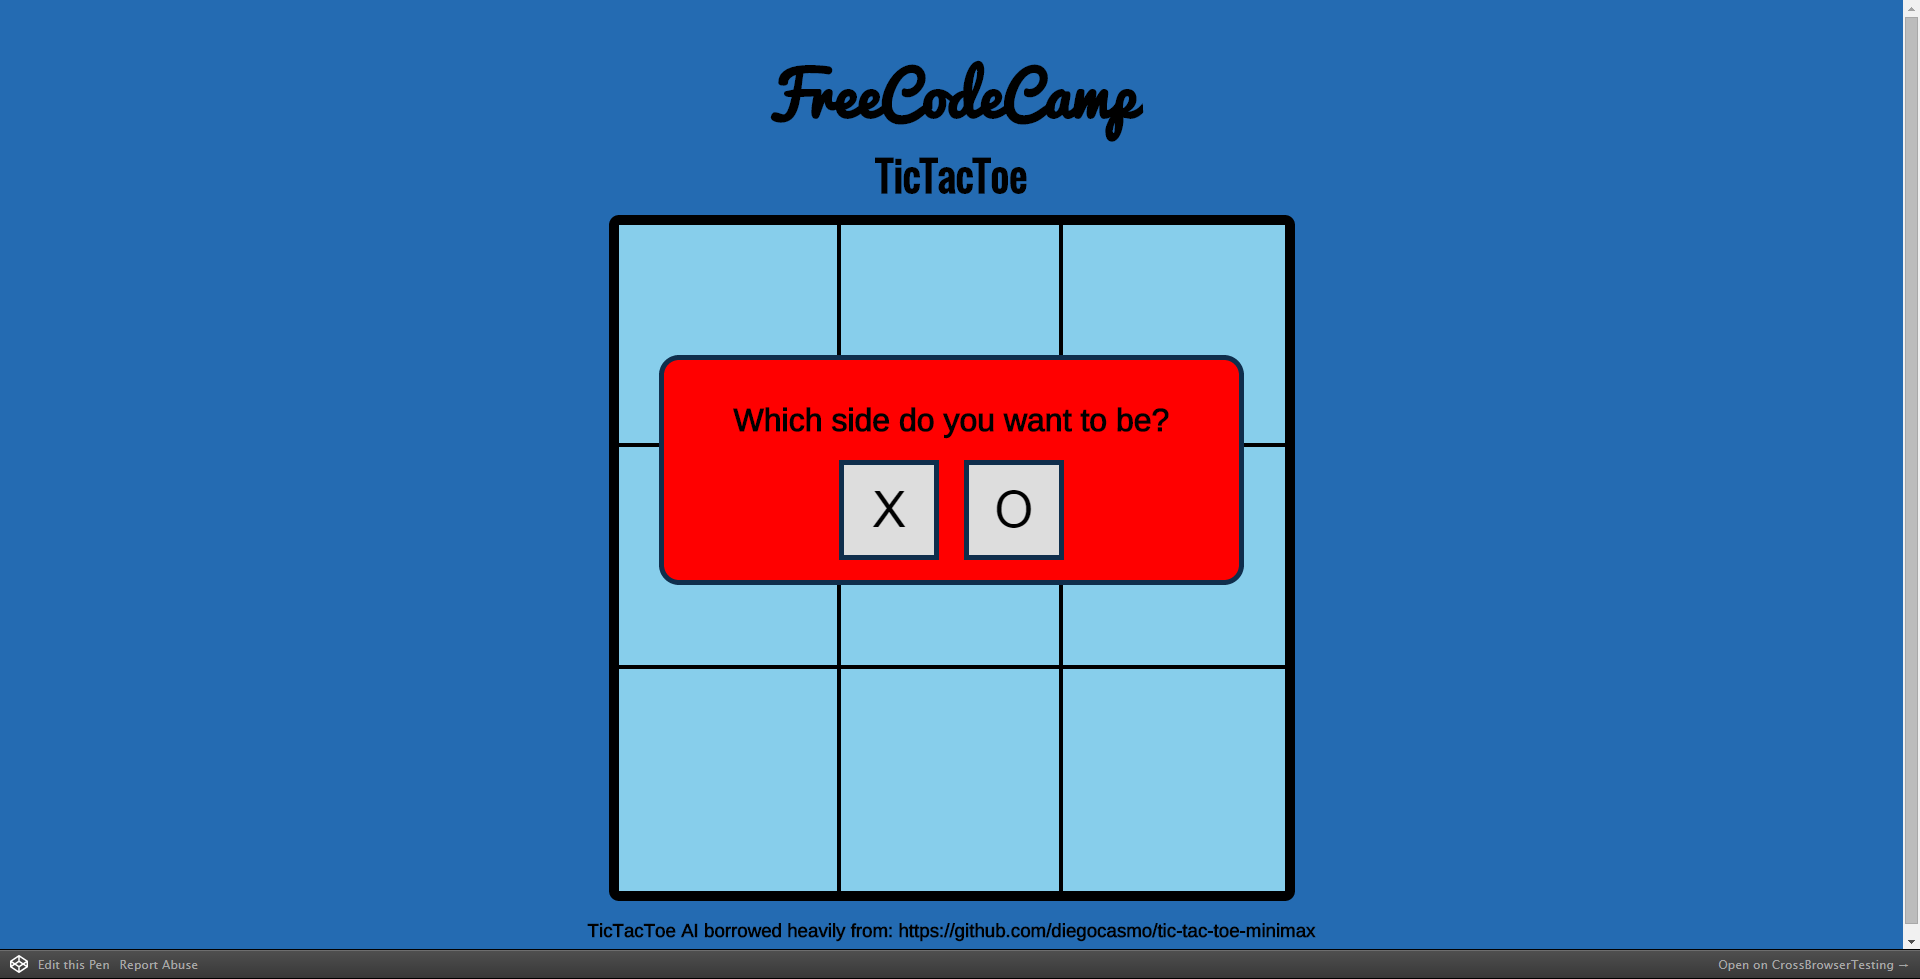 FreeCodeCamp
TicTacToe
Which side do you want to be?
X O
TicTacToe AI borrowed heavily from: https://github.com/diegocasmo/tic-tac-toe-minimax
Edit this Pen Report Abuse Open on CrossBrowserTesting →